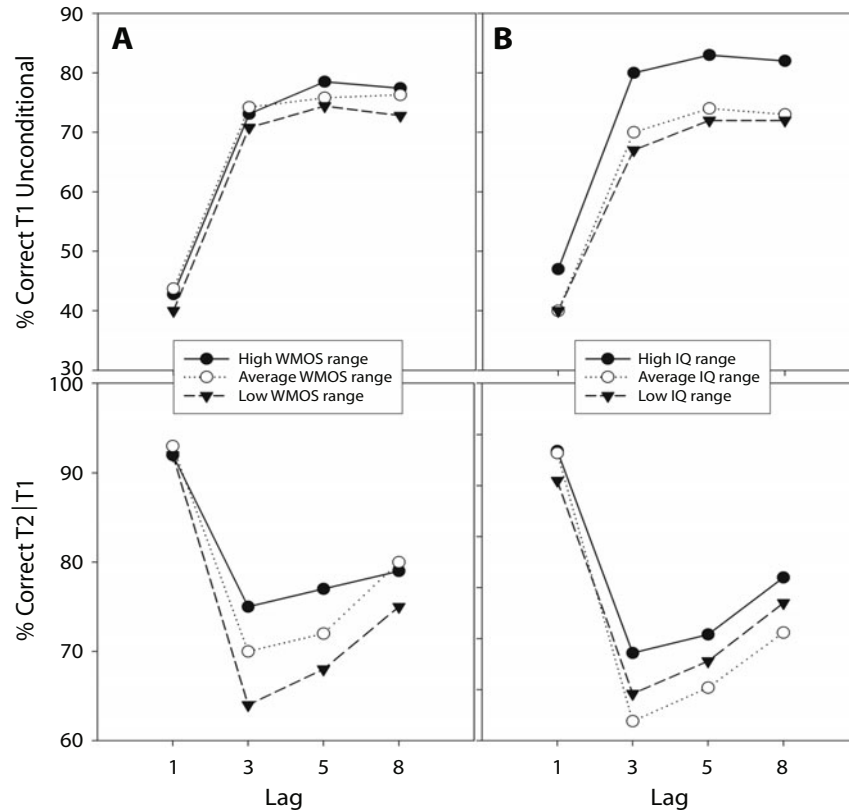 A
B
% Correct T1 Unconditional
90
80
70
60
50
40
30
High WMOS range
Average WMOS range
Low WMOS range
High IQ range
Average IQ range
Low IQ range
% Correct T2|T1
100
90
80
70
60
1 3 5 8
1 3 5 8
Lag
Lag